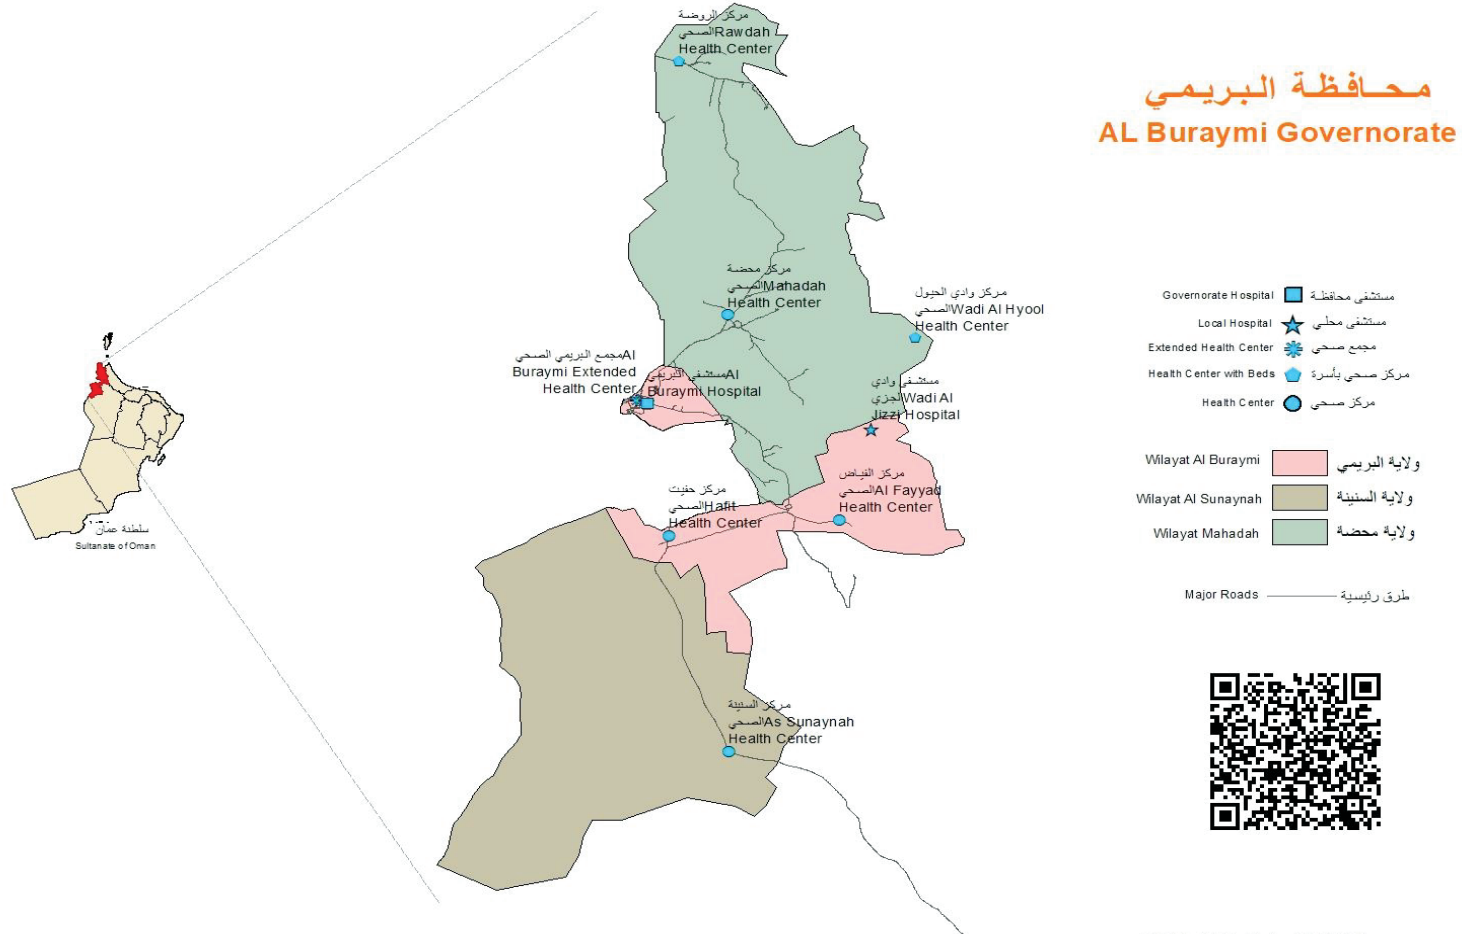 محافظة البريمي
AL Buraymi Governorate
مركز الروضة
الصحي Rawdah
Health Center
مركز محضة
الصحي Mahadah
Health Center
مركز وادي الحيول
الصحي Wadi Al Hyool
Health Center
مجمع البريمي الصحي Al
Buraymi Extended
Health Center
مستشفى البريمي Al
Buraymi Hospital
مستشفى وادي
الجزي Wadi Al
Jizzi Hospital
مركز الفياض
الصحي Al Fayyad
Health Center
مركز حفيت
الصحي Hafit
Health Center
مركز السنينة
الصحي As Sunaynah
Health Center
سلطنة عمان
Sultanate of Oman
Governorate Hospital مستشفى محافظة
Local Hospital مستشفى محلي
Extended Health Center مجمع صحي
Health Center with Beds مركز صحي بأسرة
Health Center مركز صحي
Wilayat Al Buraymi ولاية البريمي
Wilayat Al Sunaynah ولاية السنينة
Wilayat Mahadah ولاية محضة
Major Roads طرق رئيسية